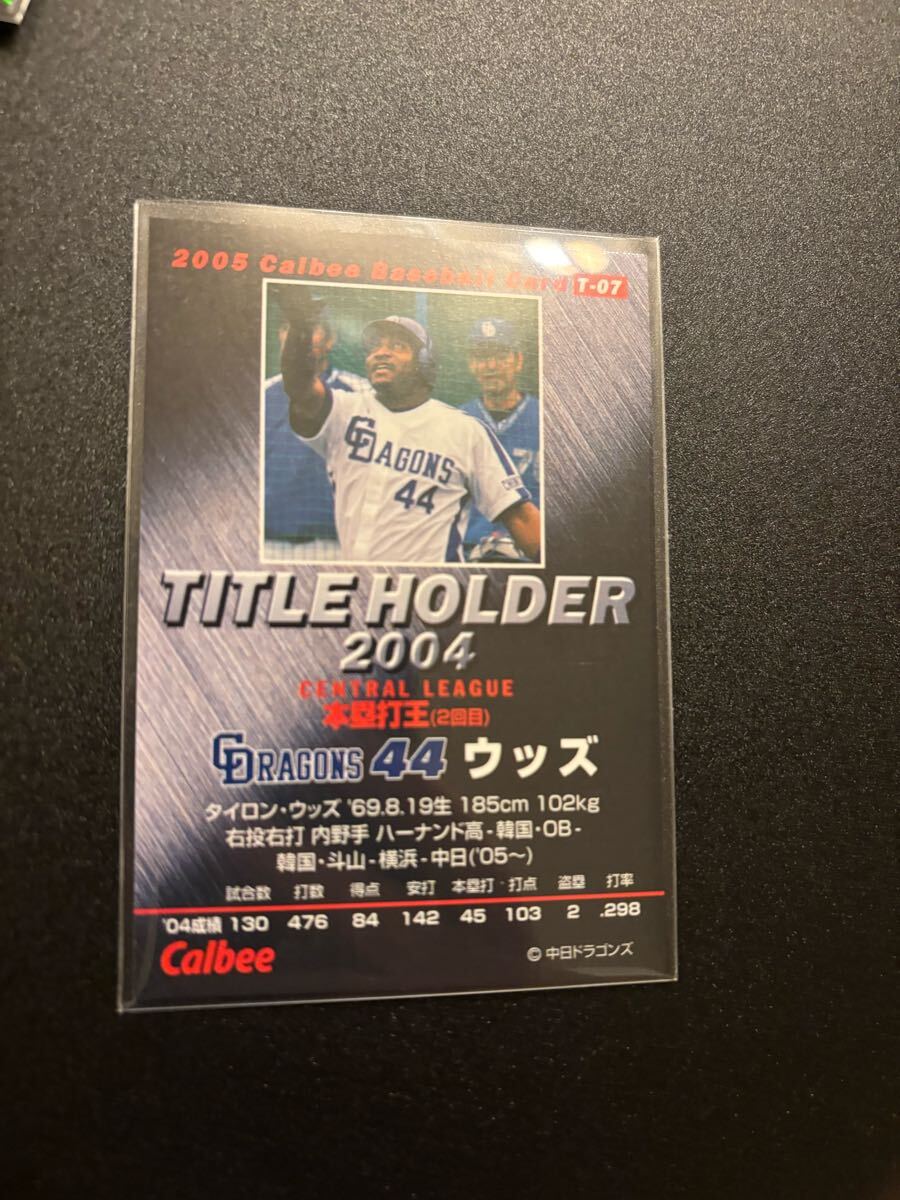 2005 Calbee Baseball Card T-07
DRAGONS
44
TITLE HOLDER
2004
CENTRAL LEAGUE
本塁打王(2回目)
DRAGONS 44 ウッズ
タイロン・ウッズ '69.8.19生 185cm 102kg
右投右打 内野手 ハーナンド高-韓国・OB-
韓国・斗山-横浜-中日('05〜)
試合数 打数 得点 安打 本塁打 打点 盗塁 打率
'04成績 130 476 84 142 45 103 2 .298
Calbee
© 中日ドラゴンズ